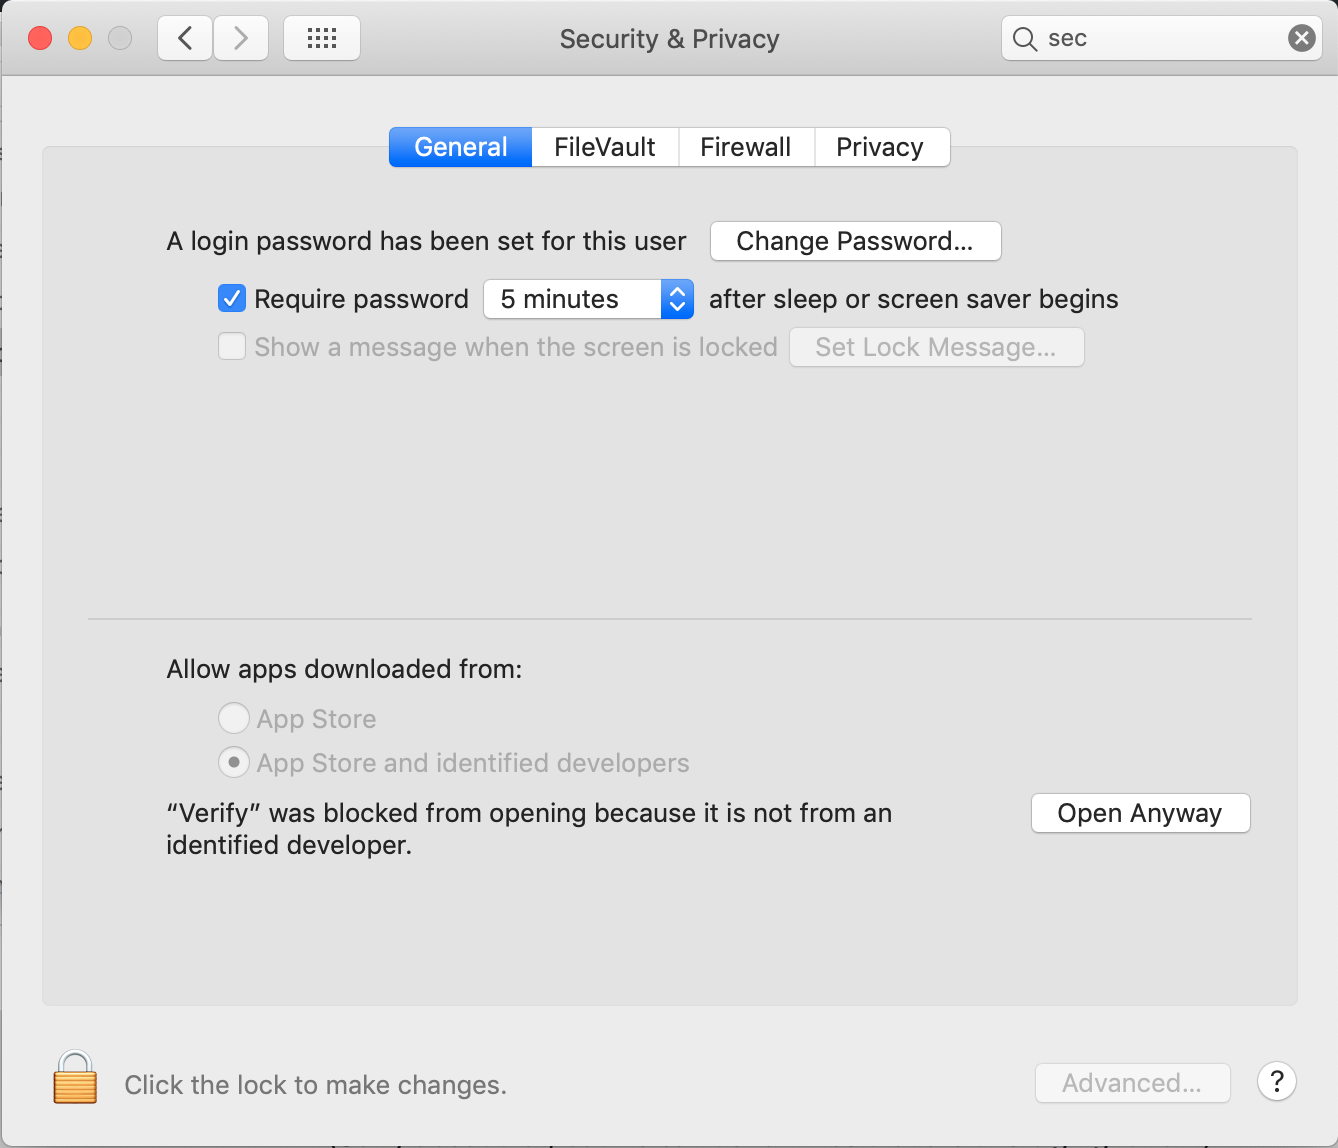 Security & Privacy
sec
General
FileVault
Firewall
Privacy
A login password has been set for this user
Change Password...
Require password
5 minutes
after sleep or screen saver begins
Show a message when the screen is locked
Set Lock Message...
Allow apps downloaded from:
App Store
App Store and identified developers
“Verify” was blocked from opening because it is not from an
identified developer.
Open Anyway
Click the lock to make changes.
Advanced...
?